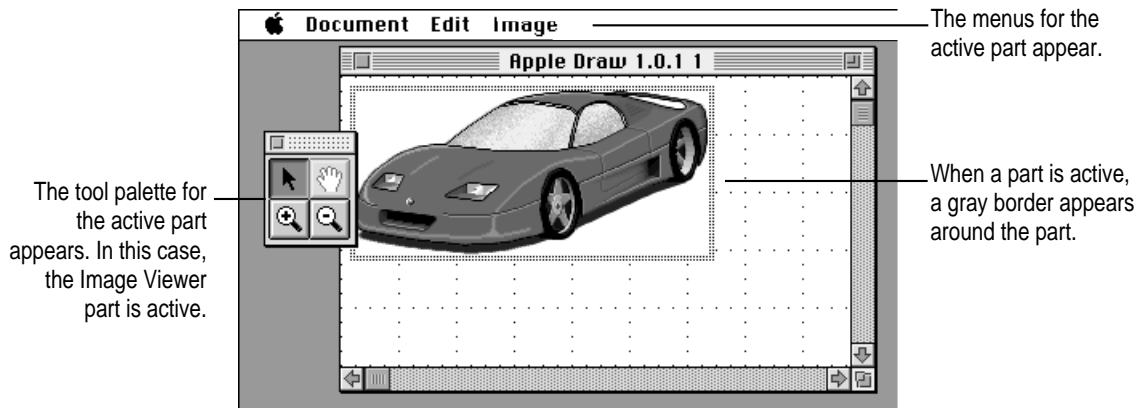 Document Edit Image
The menus for the
active part appear.
Apple Draw 1.0.1 1
The tool palette for
the active part
appears. In this case,
the Image Viewer
part is active.
When a part is active,
a gray border appears
around the part.